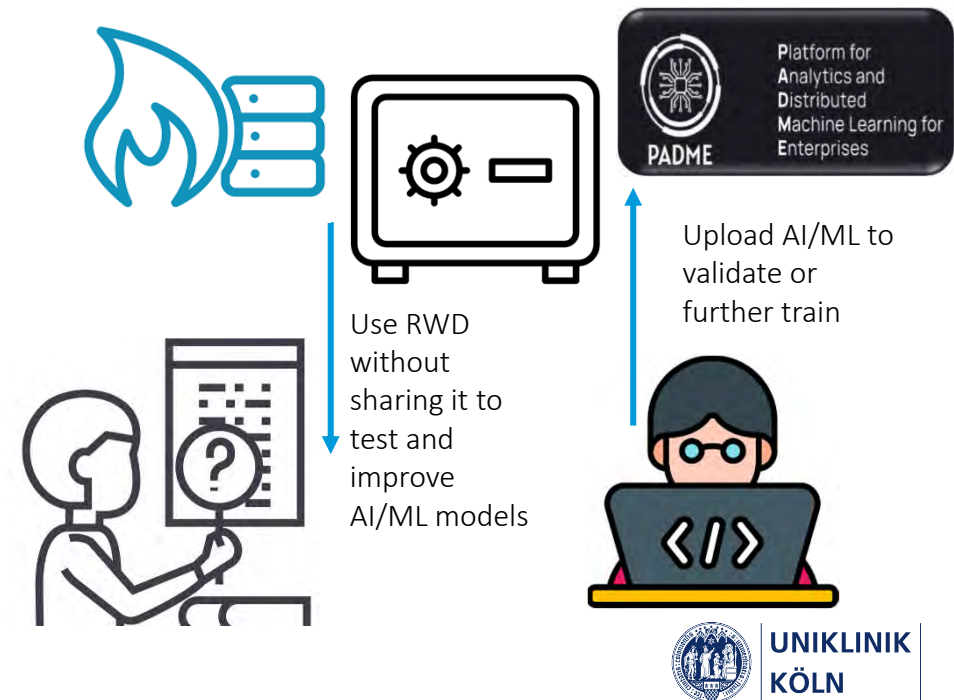 PADME
Platform for
Analytics and
Distributed
Machine Learning for
Enterprises
Upload AI/ML to
validate or
further train
Use RWD
without
sharing it to
test and
improve
AI/ML models
?
</>
UNIKLINIK
KÖLN